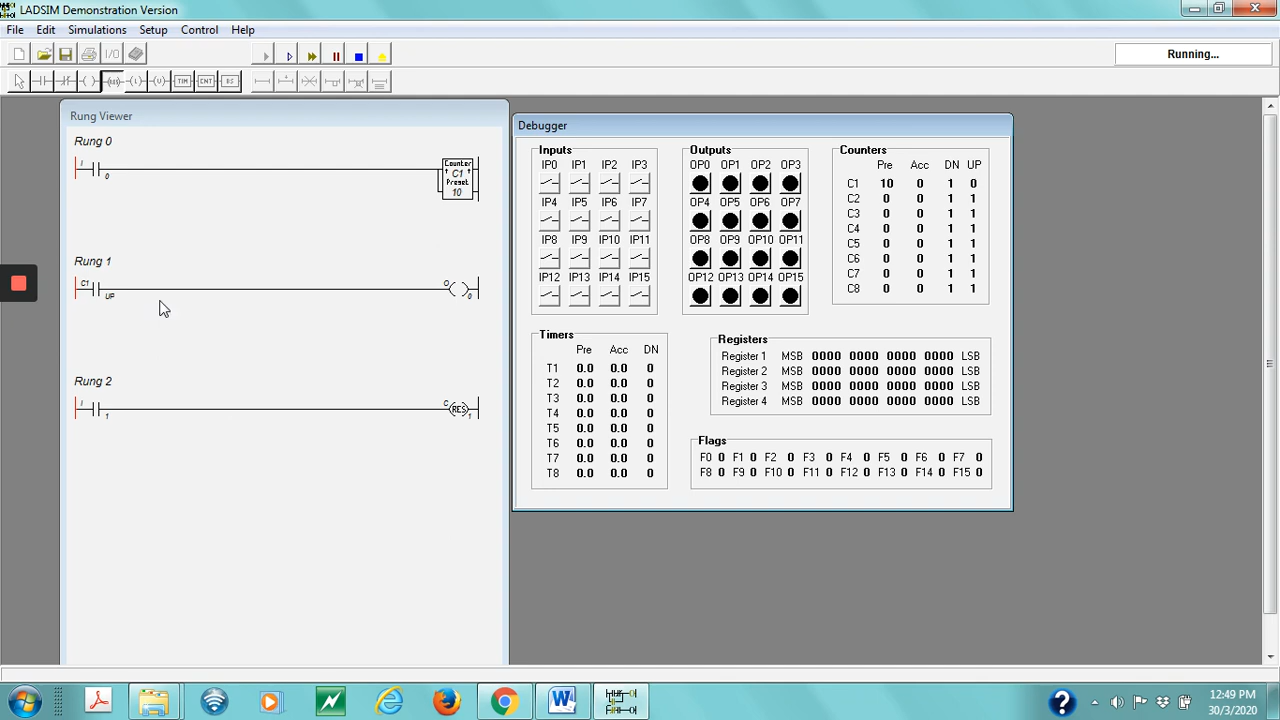 LADSIM Demonstration Version
File Edit Simulations Setup Control Help
I/O
Running...
TIM CNT BS
Rung Viewer
Rung 0
I
0
Counter
C1
Preset
10
Rung 1
C1
UP
O
0
Rung 2
I
1
C
RES
1
Debugger
Inputs
IP0 IP1 IP2 IP3
IP4 IP5 IP6 IP7
IP8 IP9 IP10 IP11
IP12 IP13 IP14 IP15
Outputs
OP0 OP1 OP2 OP3
OP4 OP5 OP6 OP7
OP8 OP9 OP10 OP11
OP12 OP13 OP14 OP15
Counters
Pre Acc DN UP
C1 10 0 1 0
C2 0 0 1 1
C3 0 0 1 1
C4 0 0 1 1
C5 0 0 1 1
C6 0 0 1 1
C7 0 0 1 1
C8 0 0 1 1
Timers
Pre Acc DN
T1 0.0 0.0 0
T2 0.0 0.0 0
T3 0.0 0.0 0
T4 0.0 0.0 0
T5 0.0 0.0 0
T6 0.0 0.0 0
T7 0.0 0.0 0
T8 0.0 0.0 0
Registers
Register 1 MSB 0000 0000 0000 0000 LSB
Register 2 MSB 0000 0000 0000 0000 LSB
Register 3 MSB 0000 0000 0000 0000 LSB
Register 4 MSB 0000 0000 0000 0000 LSB
Flags
F0 0 F1 0 F2 0 F3 0 F4 0 F5 0 F6 0 F7 0
F8 0 F9 0 F10 0 F11 0 F12 0 F13 0 F14 0 F15 0
12:49 PM
30/3/2020